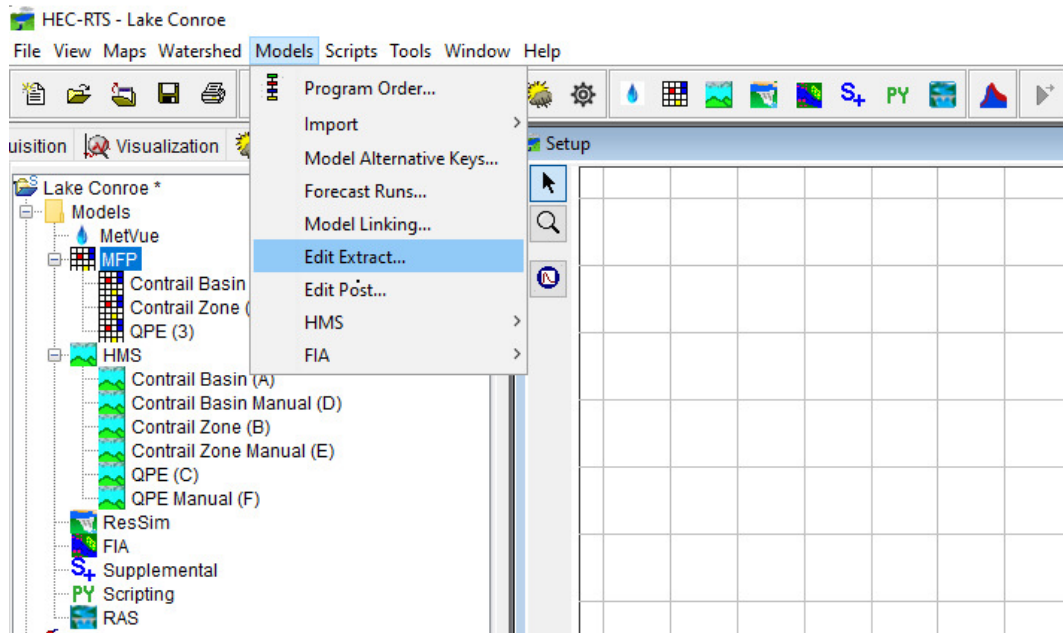 HEC-RTS - Lake Conroe
File View Maps Watershed Models Scripts Tools Window Help
S+ PY
Program Order...
Import
Model Alternative Keys...
Forecast Runs...
Model Linking...
Edit Extract...
Edit Post...
HMS
FIA
uisition Visualization
Setup
S Lake Conroe *
Models
MetVue
MFP
Contrail Basin
Contrail Zone (
QPE (3)
HMS
Contrail Basin (A)
Contrail Basin Manual (D)
Contrail Zone (B)
Contrail Zone Manual (E)
QPE (C)
QPE Manual (F)
ResSim
FIA
S+ Supplemental
PY Scripting
RAS